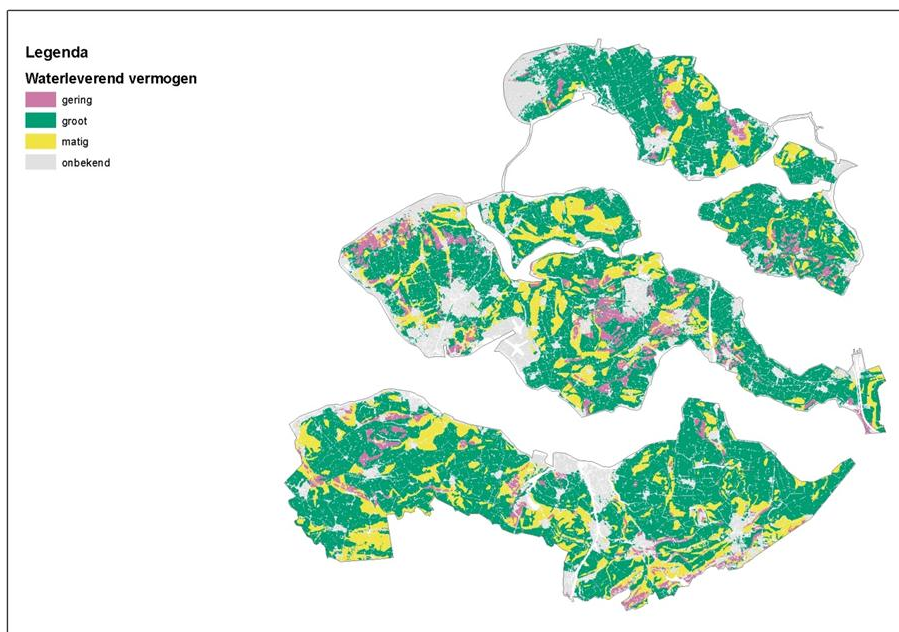 Legenda
Waterleverend vermogen
gering
groot
matig
onbekend